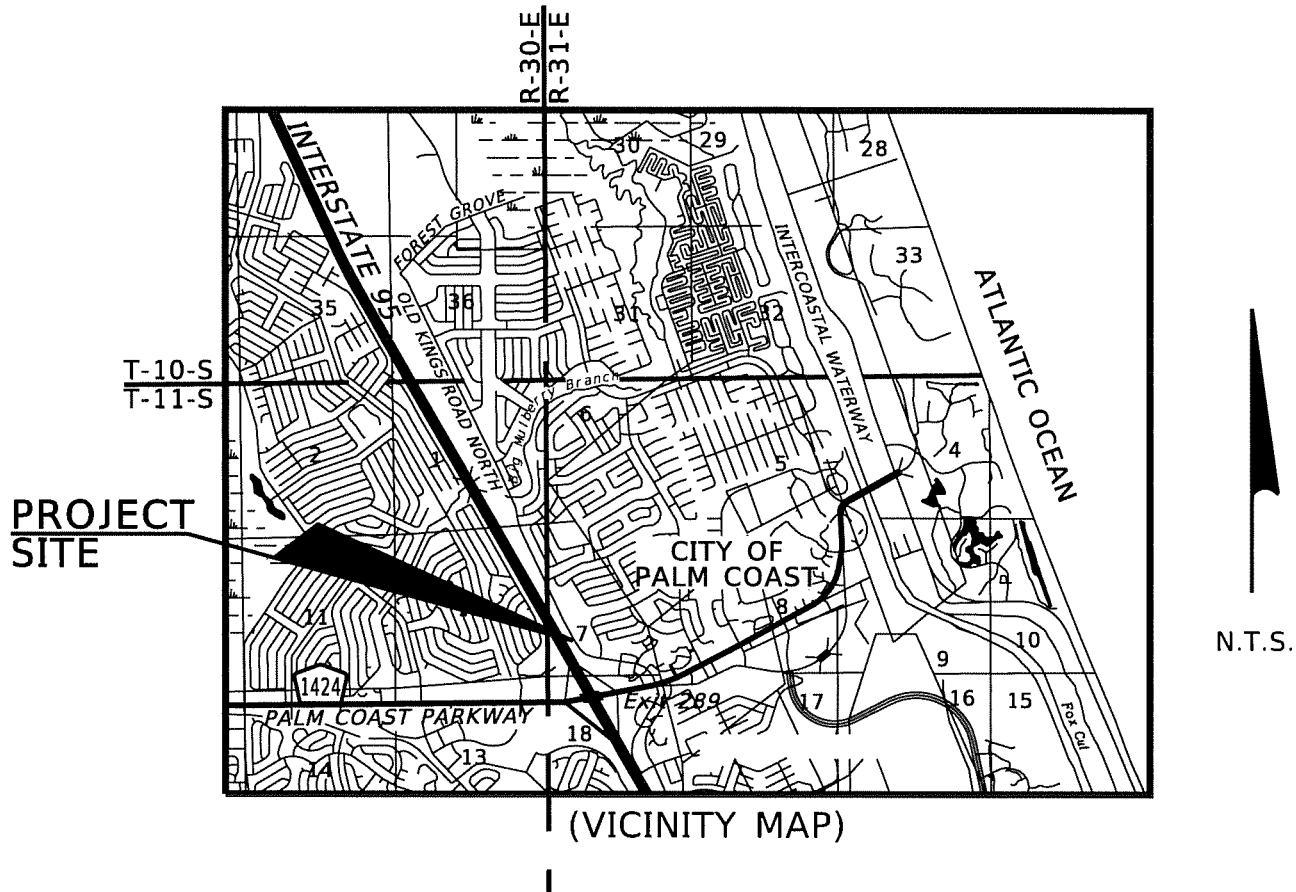 R-30-E
R-31-E
INTERSTATE 95
FOREST GROVE
OLD KINGS ROAD NORTH
30
29
28
33
35
36
31
32
INTERCOASTAL WATERWAY
ATLANTIC OCEAN
T-10-S
T-11-S
Mulberry Branch
2
1
6
5
4
PROJECT
SITE
CITY OF
PALM COAST
11
7
8
9
10
N.T.S.
1424
PALM COAST PARKWAY
Exit 289
17
16
15
Fox Cut
18
13
14
(VICINITY MAP)